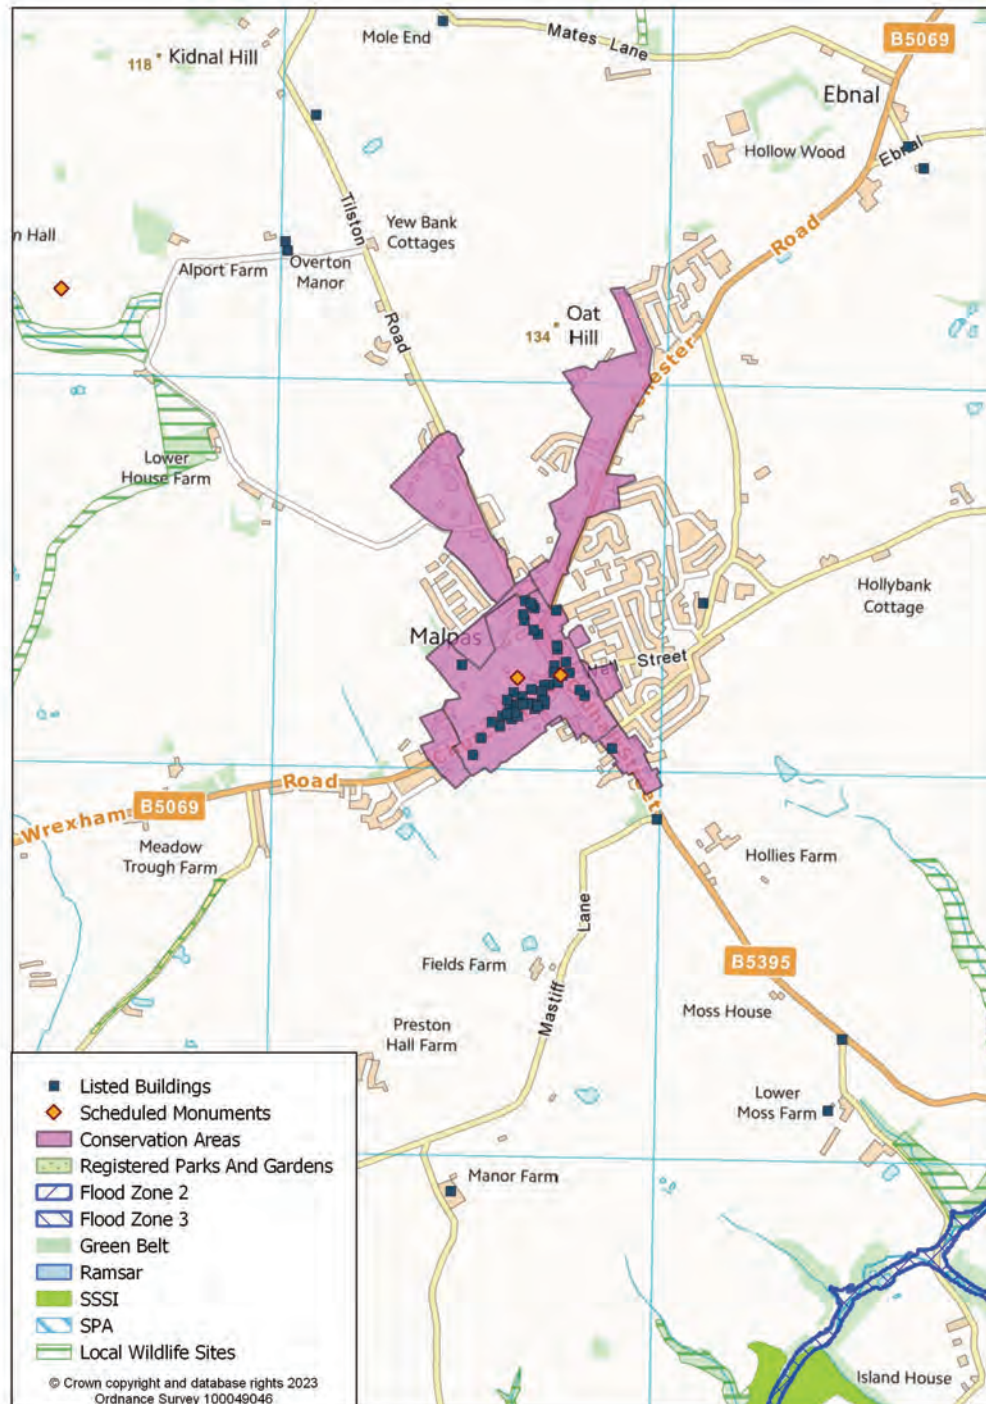 Mole End
Mates Lane
B5069
118
Kidnal Hill
Ebnal
Hollow Wood
Ebnal
Tilston
Road
Yew Bank
Cottages
n Hall
Alport Farm
Overton
Manor
Road
Oat
Hill
134
Chester
Lower
House Farm
Hollybank
Cottage
Malpas
Street
Street
Road
B5069
Wrexham
Meadow
Trough Farm
Hollies Farm
Lane
Fields Farm
B5395
Mastiff
Moss House
Preston
Hall Farm
Lower
Moss Farm
Manor Farm
Island House
Listed Buildings
Scheduled Monuments
Conservation Areas
Registered Parks And Gardens
Flood Zone 2
Flood Zone 3
Green Belt
Ramsar
SSSI
SPA
Local Wildlife Sites
© Crown copyright and database rights 2023
Ordnance Survey 100049046